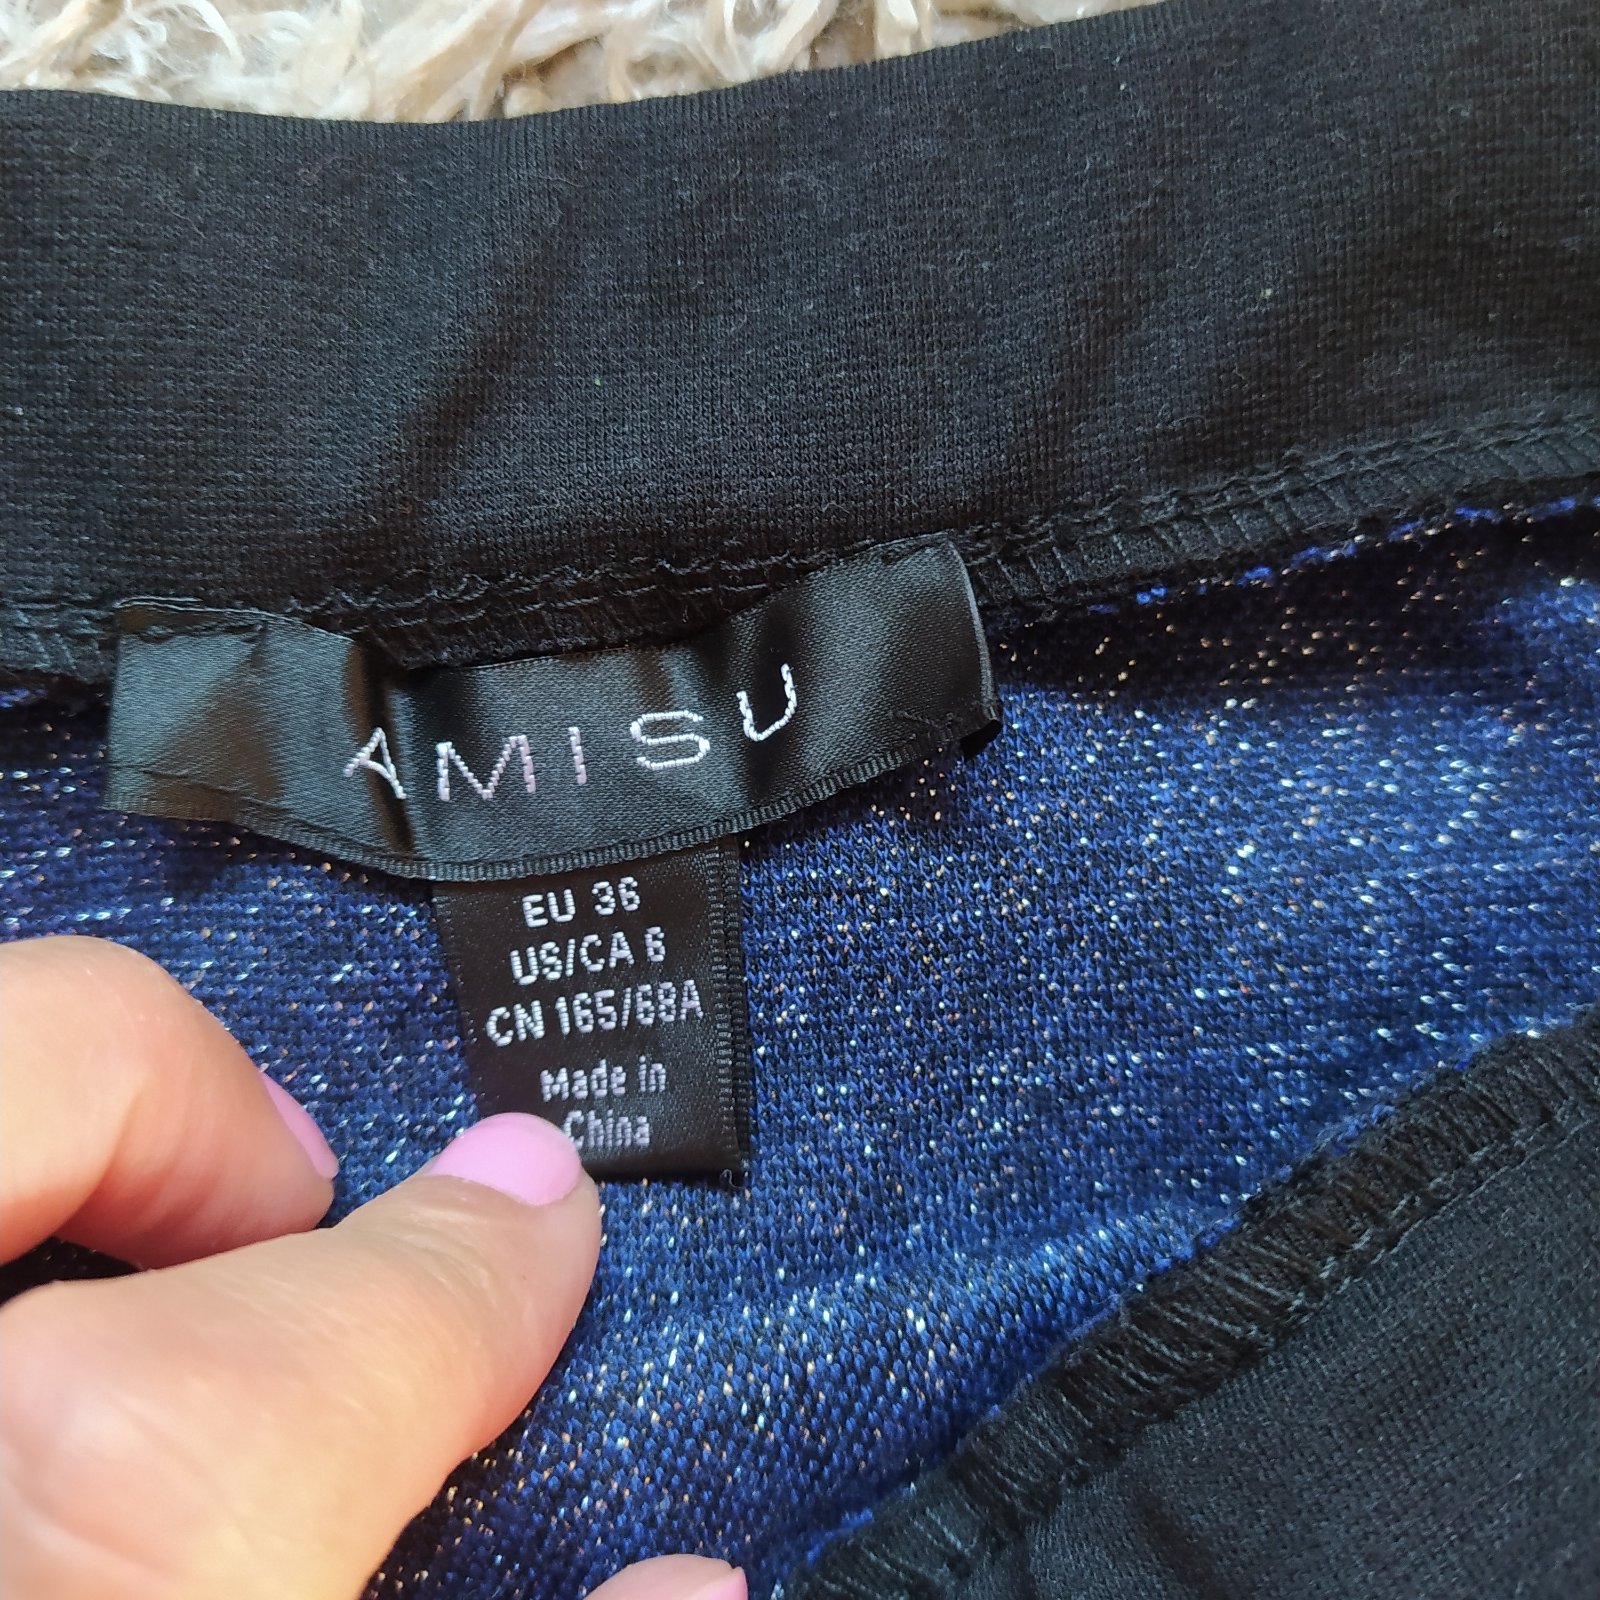 AMISU
EU 36
US/CA 6
CN 165/68A
Made in
China